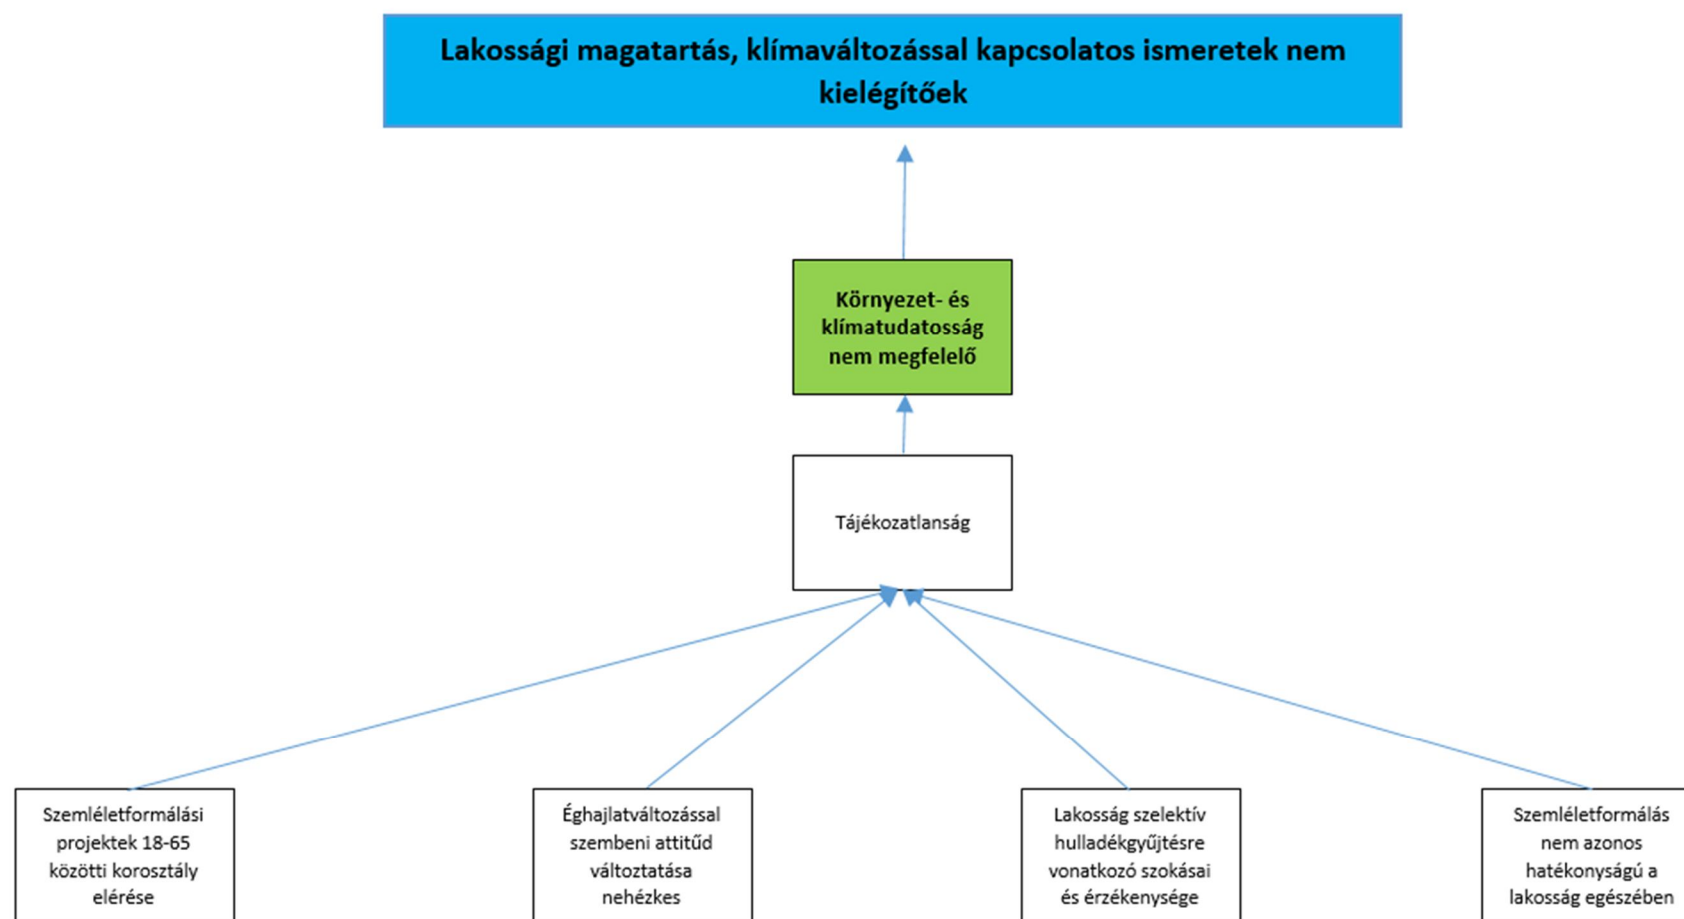 Lakossági magatartás, klímaváltozással kapcsolatos ismeretek nem
kielégítőek
Környezet- és
klímatudatosság
nem megfelelő
Tájékozatlanság
Szemléletformálási
projektek 18-65
közötti korosztály
elérése
Éghajlatváltozással
szembeni attitűd
változtatása
nehézkes
Lakosság szelektív
hulladékgyűjtésre
vonatkozó szokásai
és érzékenysége
Szemléletformálás
nem azonos
hatékonyságú a
lakosság egészében